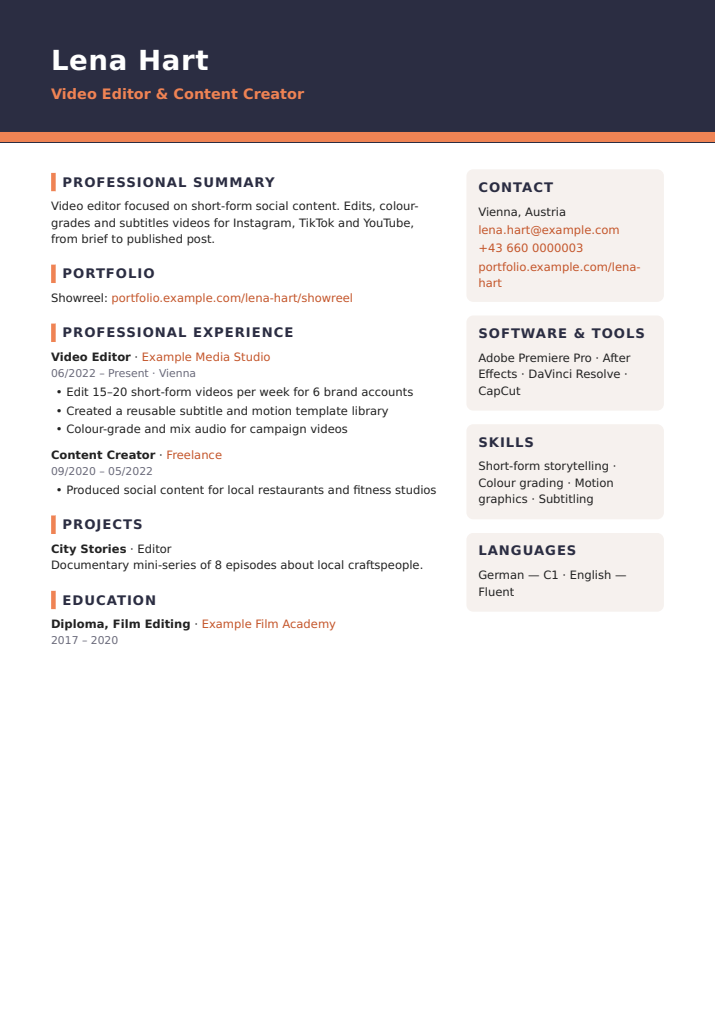 Lena Hart
Video Editor & Content Creator
PROFESSIONAL SUMMARY
Video editor focused on short-form social content. Edits, colour-
grades and subtitles videos for Instagram, TikTok and YouTube,
from brief to published post.
PORTFOLIO
Showreel: portfolio.example.com/lena-hart/showreel
PROFESSIONAL EXPERIENCE
Video Editor · Example Media Studio
06/2022 – Present · Vienna
• Edit 15–20 short-form videos per week for 6 brand accounts
• Created a reusable subtitle and motion template library
• Colour-grade and mix audio for campaign videos
Content Creator · Freelance
09/2020 – 05/2022
• Produced social content for local restaurants and fitness studios
PROJECTS
City Stories · Editor
Documentary mini-series of 8 episodes about local craftspeople.
EDUCATION
Diploma, Film Editing · Example Film Academy
2017 – 2020
CONTACT
Vienna, Austria
lena.hart@example.com
+43 660 0000003
portfolio.example.com/lena-
hart
SOFTWARE & TOOLS
Adobe Premiere Pro · After
Effects · DaVinci Resolve ·
CapCut
SKILLS
Short-form storytelling ·
Colour grading · Motion
graphics · Subtitling
LANGUAGES
German — C1 · English —
Fluent